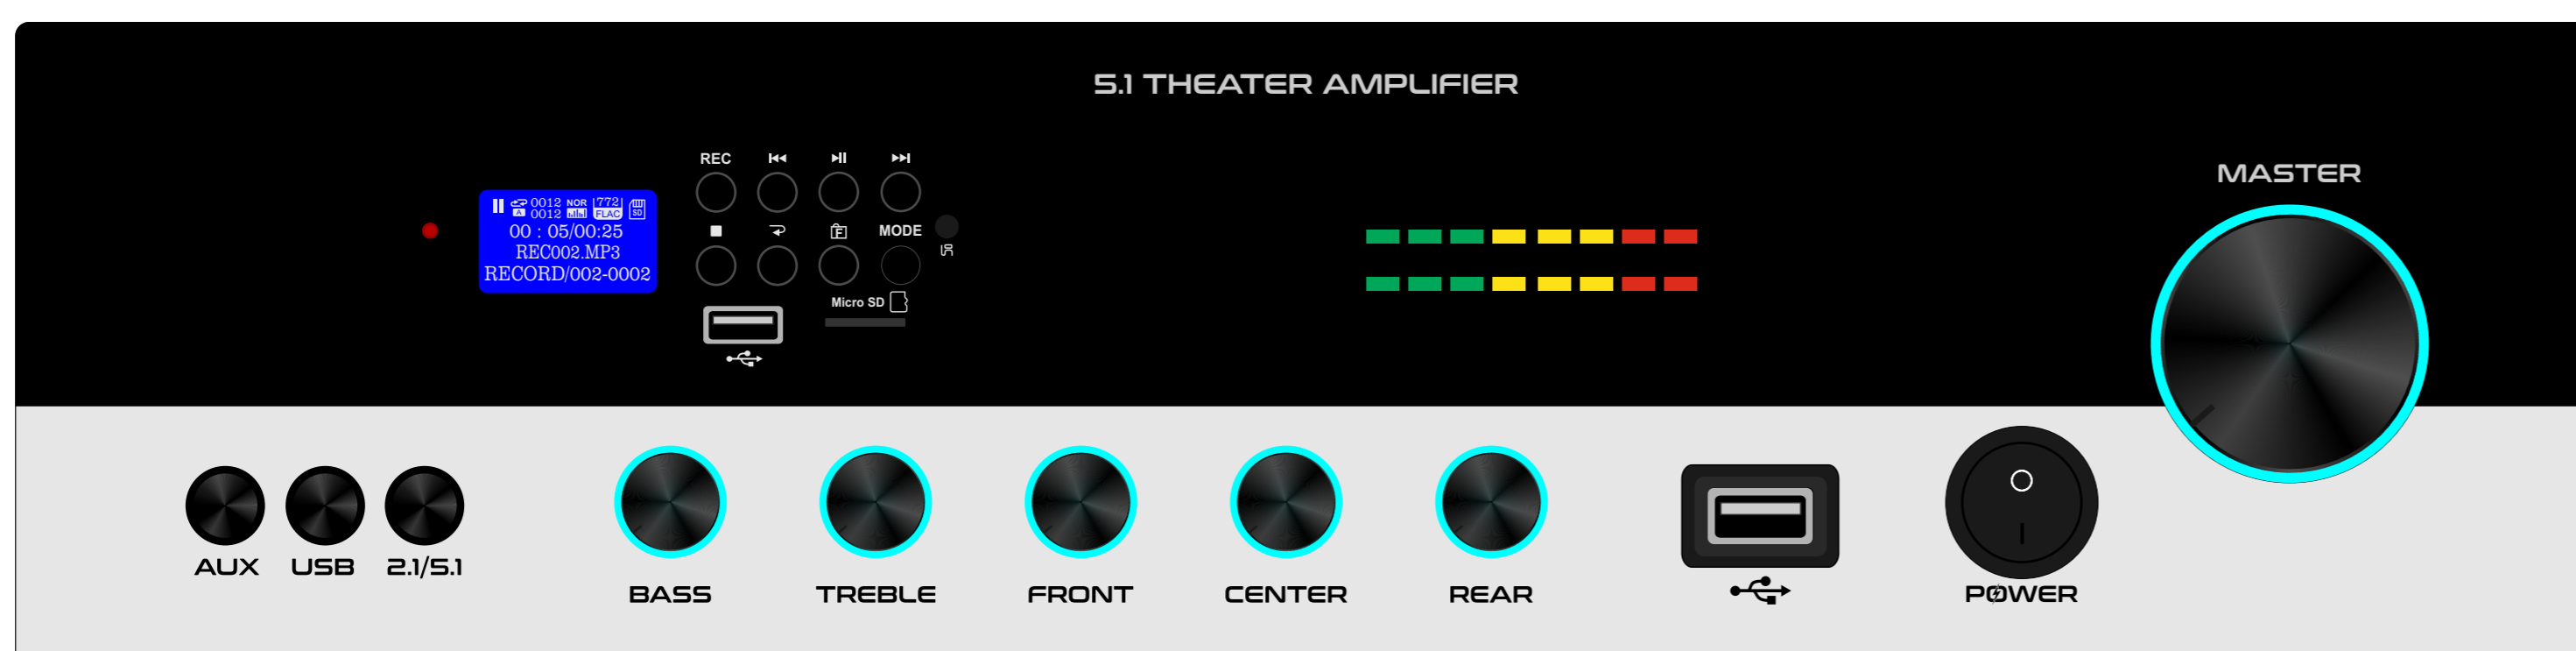 5.1 THEATER AMPLIFIER
MASTER
REC
MODE
0012 NOR 772
A 0012 FLAC SD
00 : 05/00:25
REC002.MP3
RECORD/002-0002
Micro SD
AUX USB 2.1/5.1
BASS TREBLE FRONT CENTER REAR POWER